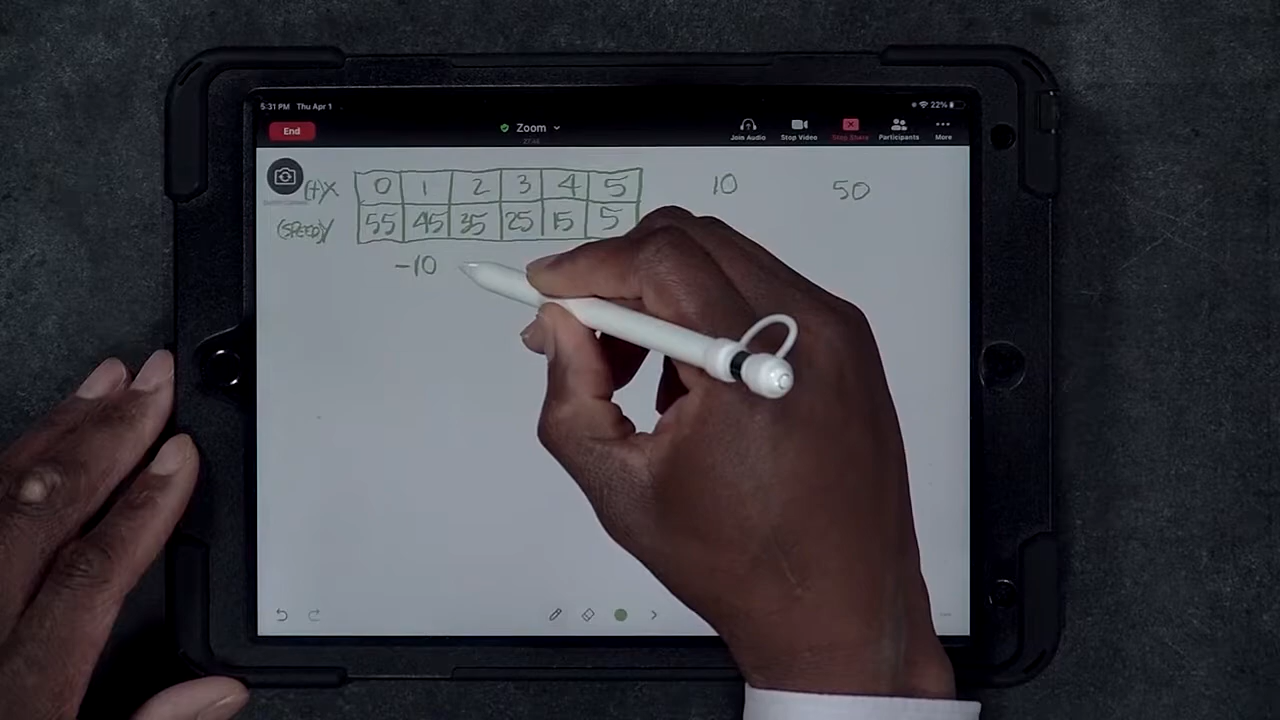 5:31 PM Thu Apr 1 22%
End Zoom Join Audio Stop Video Stop Share Participants More
(t)X 0 1 2 3 4 5 10 50
(SPEED)Y 55 45 35 25 15 5
-10